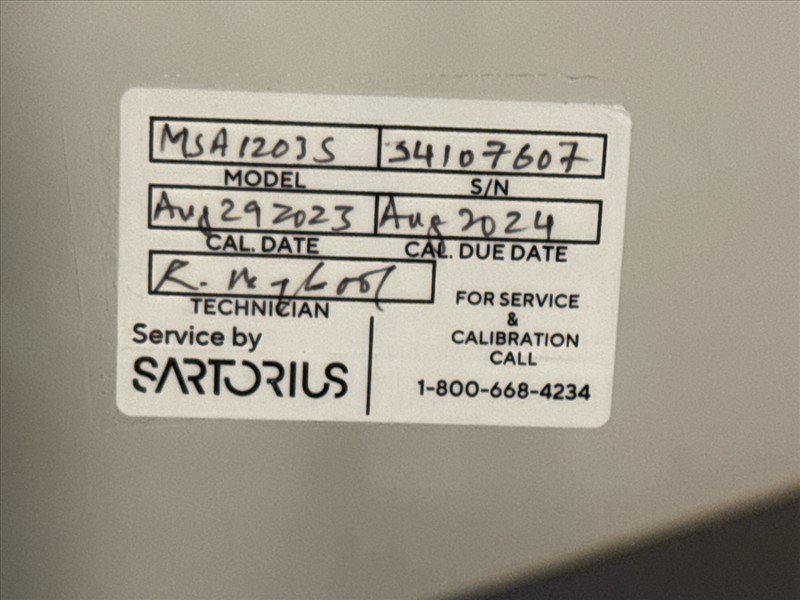 MSA1203S S4107607
MODEL S/N
Aug 29 2023 Aug 2024
CAL. DATE CAL. DUE DATE
R.
TECHNICIAN
FOR SERVICE
&
CALIBRATION
CALL
1-800-668-4234
Service by
SARTORIUS